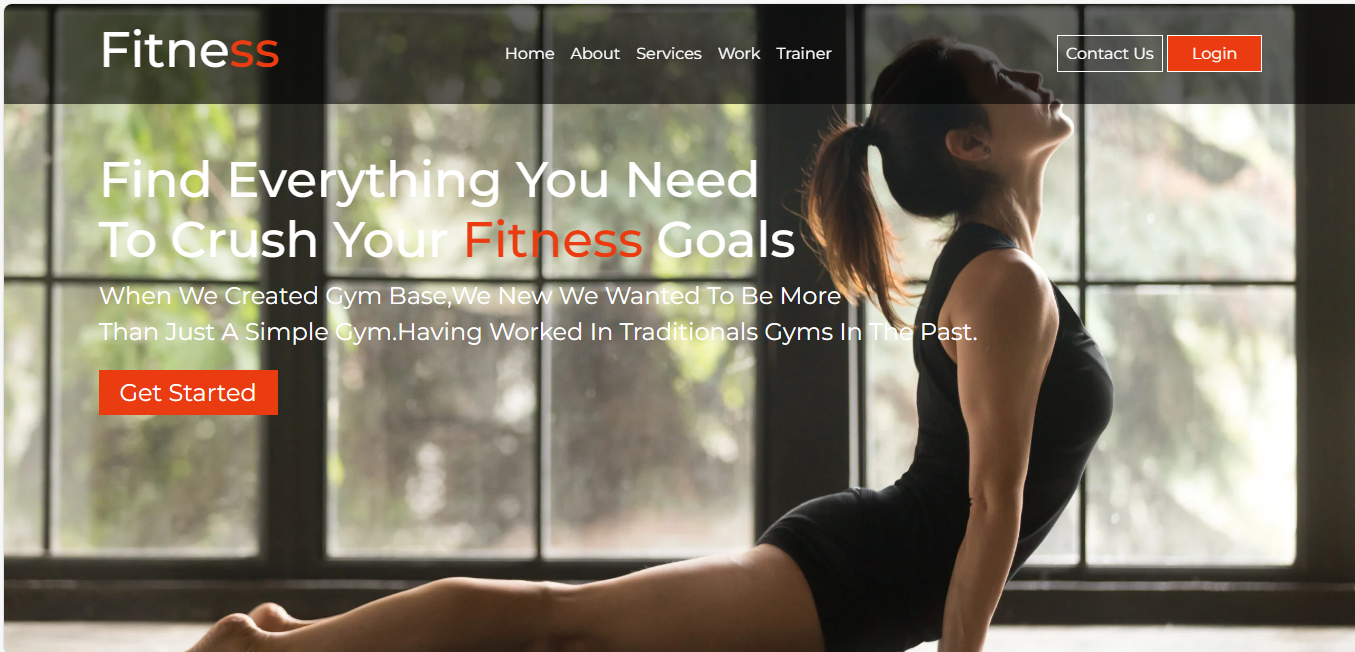 Fitness
Home About Services Work Trainer
Contact Us Login
Find Everything You Need
To Crush Your Fitness Goals
When We Created Gym Base,We New We Wanted To Be More
Than Just A Simple Gym.Having Worked In Traditionals Gyms In The Past.
Get Started